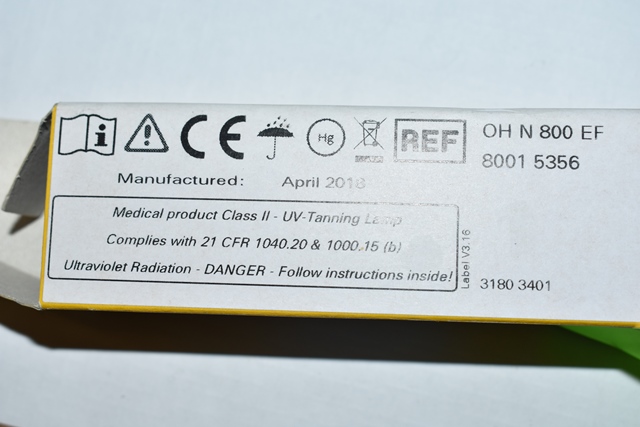 CE Hg REF OH N 800 EF
8001 5356
Manufactured: April 2018
Medical product Class II - UV-Tanning Lamp
Complies with 21 CFR 1040.20 & 1000.15 (b)
Ultraviolet Radiation - DANGER - Follow instructions inside!
Label V3.16
3180 3401